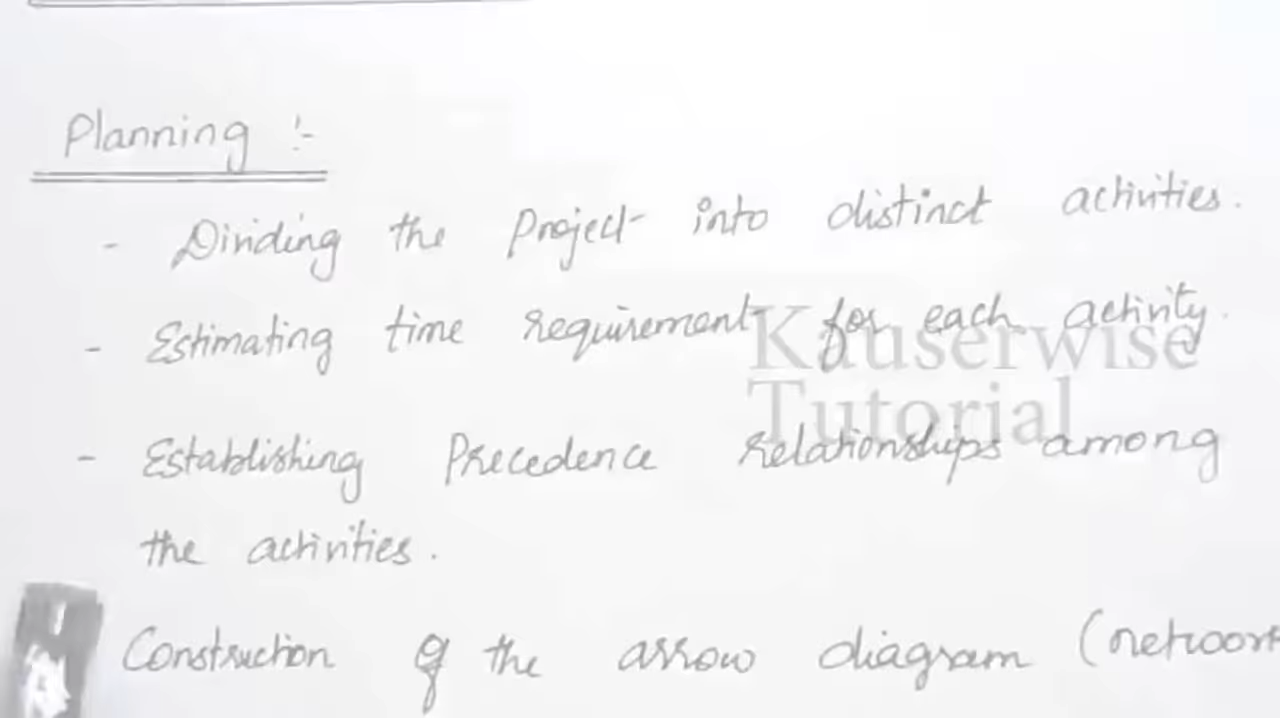 Planning :-
- Dividing the Project into distinct activities.
- Estimating time requirement for each activity.
Kauserwise
Tutorial
- Establishing Precedence relationships among
the activities.
Construction of the arrow diagram (network